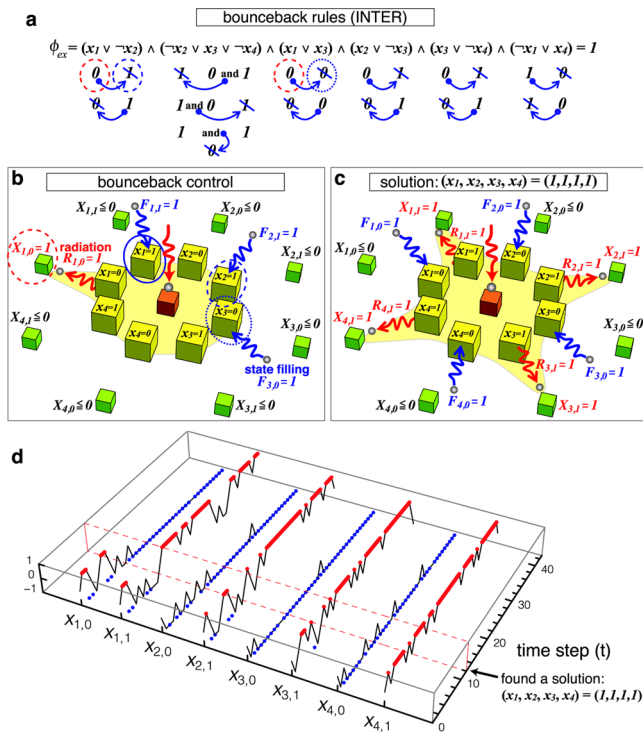 a
bounceback rules (INTER)
ϕex = (x1 ∨ ¬x2) ∧ (¬x2 ∨ x3 ∨ ¬x4) ∧ (x1 ∨ x3) ∧ (x2 ∨ ¬x3) ∧ (x3 ∨ ¬x4) ∧ (¬x1 ∨ x4) = 1
0 1 1 0 and 1 0 0 0 1 0 1 1 0
0 1 1 and 0 1 0 0 0 1 0 1 1 0
1 and 1
0
b
bounceback control
X1,1 ≦ 0
F1,1 = 1
X2,0 ≦ 0
X1,0 = 1
radiation
R1,0 = 1
x1=1
x2=0
F2,1 = 1
X2,1 ≦ 0
x1=0
x2=1
X4,1 ≦ 0
x4=1
x3=0
X3,0 ≦ 0
x4=0
x3=1
state filling
F3,0 = 1
X4,0 ≦ 0
X3,1 ≦ 0
c
solution: (x1, x2, x3, x4) = (1,1,1,1)
X1,1 = 1
F2,0 = 1
X2,0 ≦ 0
F1,0 = 1
R1,1 = 1
X1,0 ≦ 0
x1=1
x2=0
R2,1 = 1
X2,1 = 1
x1=0
x2=1
X4,1 = 1
R4,1 = 1
x4=1
x3=0
X3,0 ≦ 0
x4=0
x3=1
R3,1 = 1
F3,0 = 1
X4,0 ≦ 0
F4,0 = 1
X3,1 = 1
d
1
0
-1
X1,0
X1,1
X2,0
X2,1
X3,0
X3,1
X4,0
X4,1
0
10
20
30
40
time step (t)
found a solution:
(x1, x2, x3, x4) = (1,1,1,1)